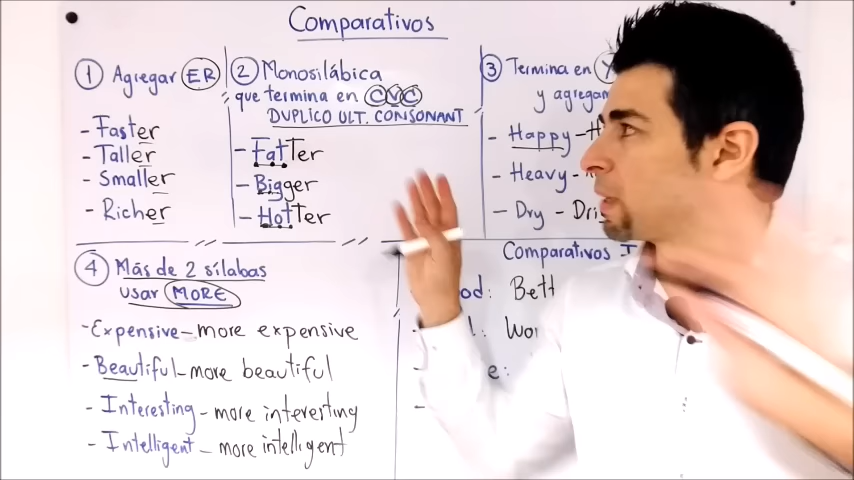 Comparativos
1 Agregar ER
- Faster
- Taller
- Smaller
- Richer
2 Monosilábica
que termina en CVC
DUPLICO ULT. CONSONANT
- FatTer
- Bigger
- HotTer
3 Termina en Y
y agregar
- Happy - H
- Heavy -
- Dry - Dri
4 Más de 2 sílabas
usar MORE
- Expensive - more expensive
- Beautiful - more beautiful
- Interesting - more interesting
- Intelligent - more intelligent
Comparativos I
od: Bett
: Wor
e: